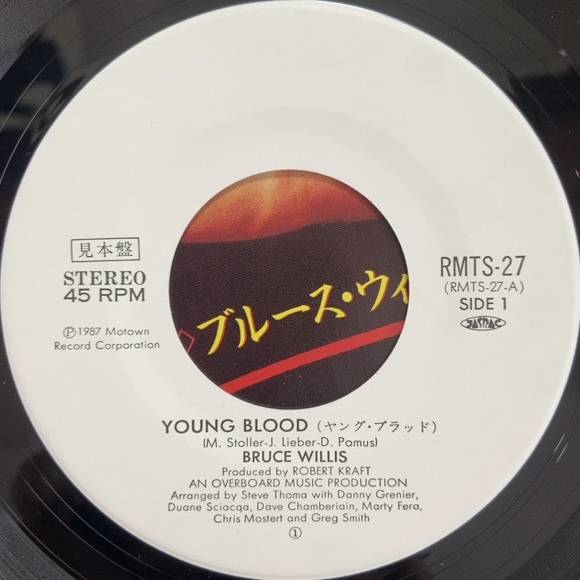 見本盤
STEREO
45 RPM
Ⓟ1987 Motown
Record Corporation
ブルース・ウィ
RMTS-27
(RMTS-27-A)
SIDE 1
JASRAC
YOUNG BLOOD (ヤング・ブラッド)
(M. Stoller-J. Lieber-D. Pomus)
BRUCE WILLIS
Produced by ROBERT KRAFT
AN OVERBOARD MUSIC PRODUCTION
Arranged by Steve Thoma with Danny Grenier,
Duane Sciacqa, Dave Chamberiain, Marty Fera,
Chris Mostert and Greg Smith
①